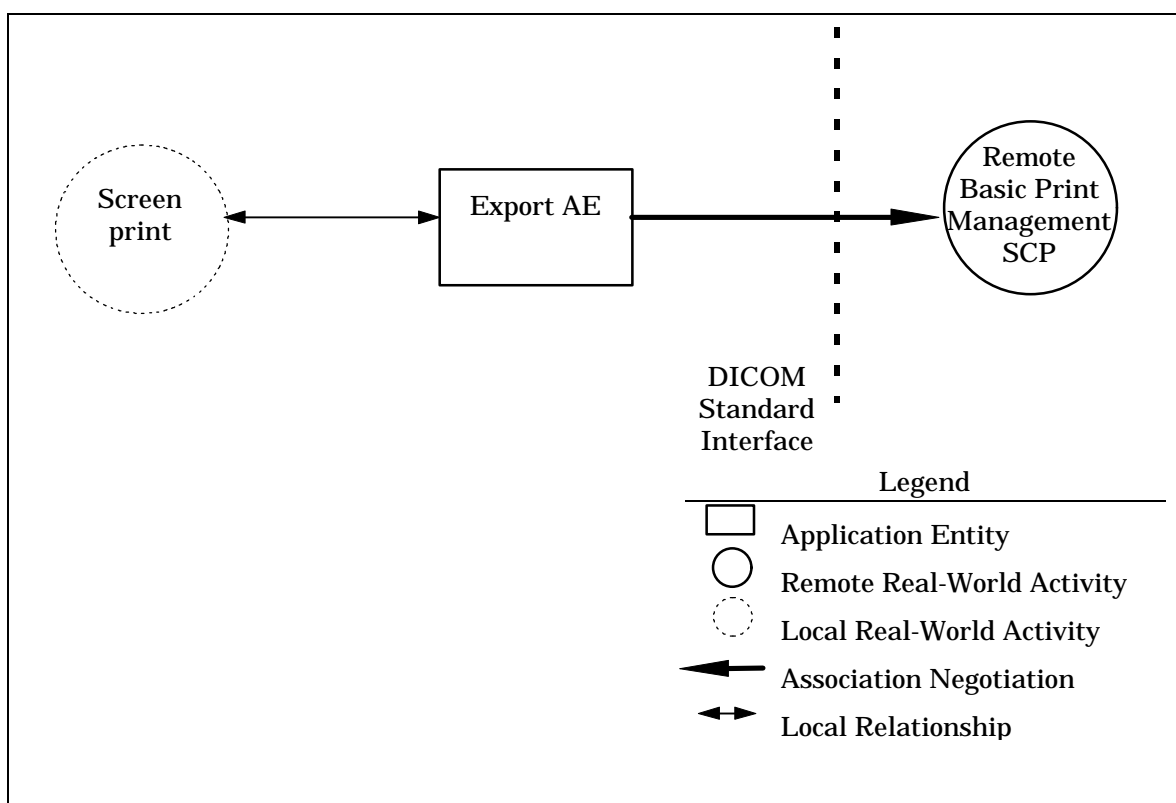 Screen
print
Export AE
Remote
Basic Print
Management
SCP
DICOM
Standard
Interface
Legend
Application Entity
Remote Real-World Activity
Local Real-World Activity
Association Negotiation
Local Relationship